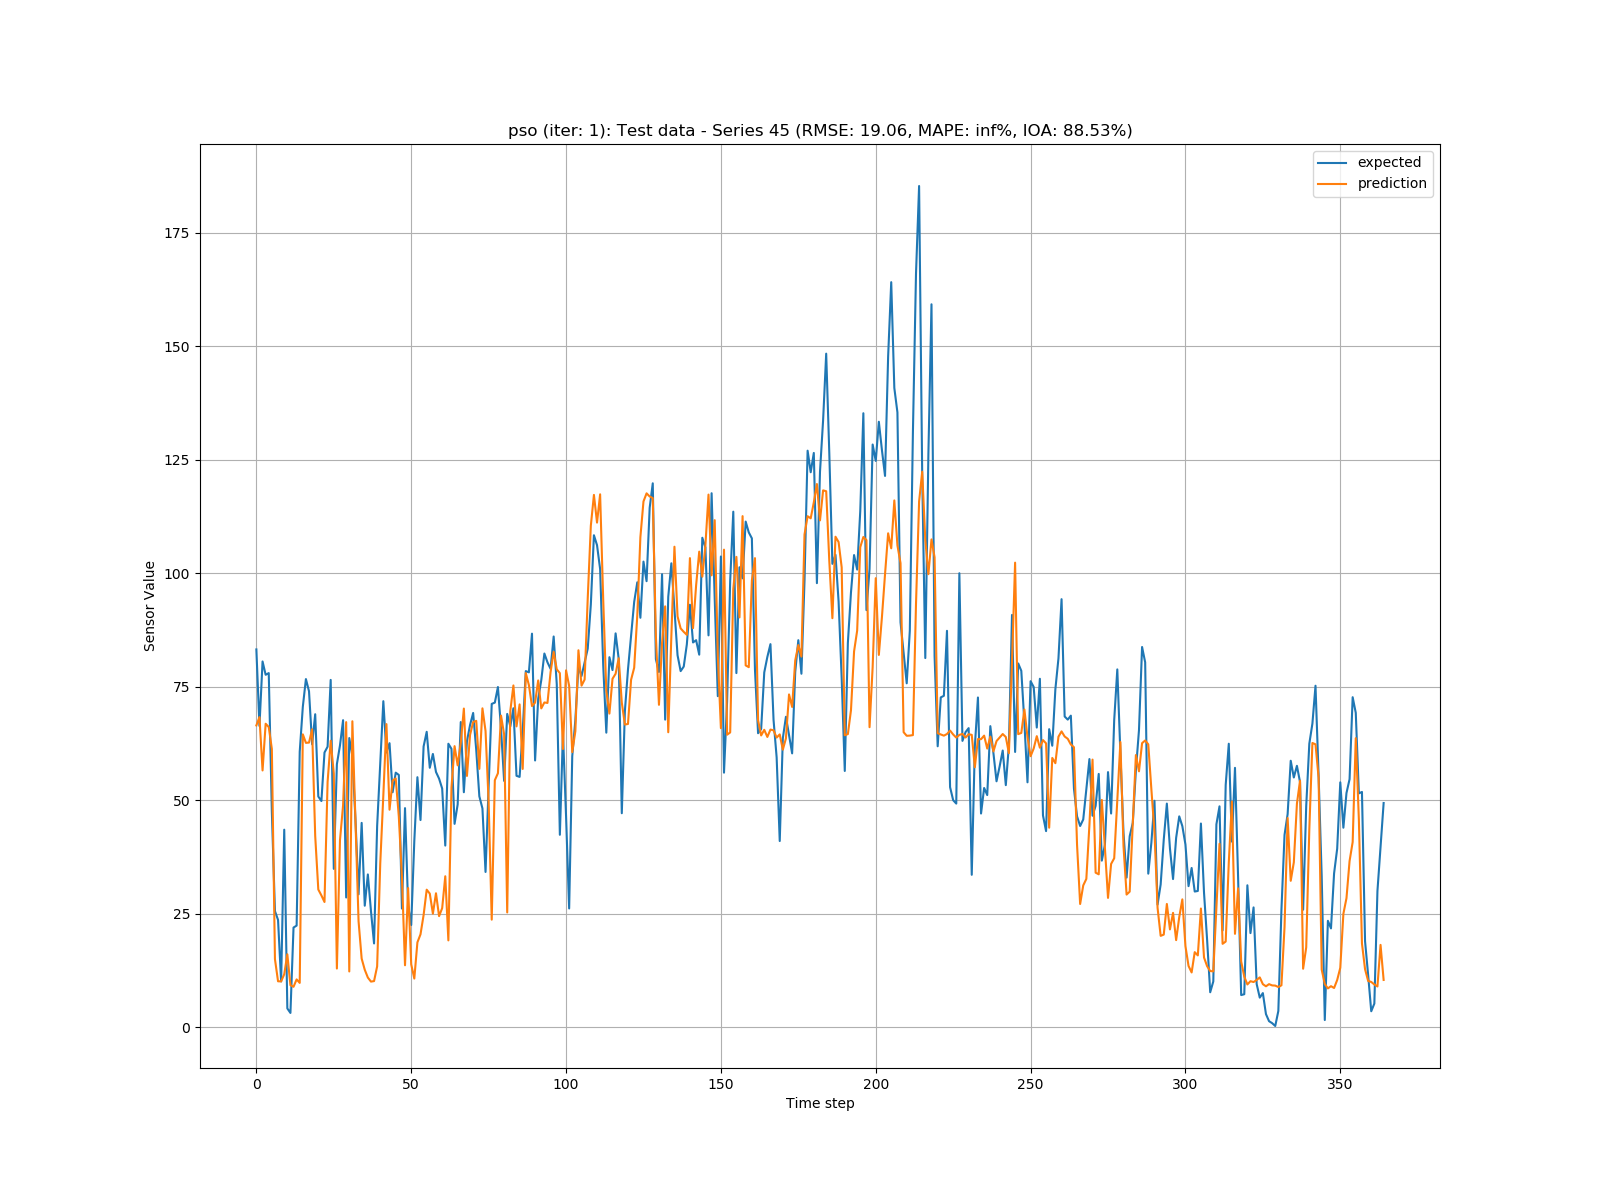 pso (iter: 1): Test data - Series 45 (RMSE: 19.06, MAPE: inf%, IOA: 88.53%)
expected
prediction
175
150
125
100
75
50
25
0
Sensor Value
0 50 100 150 200 250 300 350
Time step